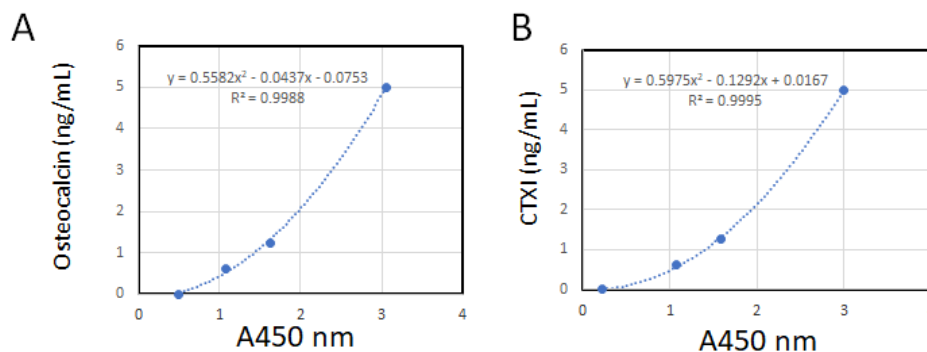 A
Osteocalcin (ng/mL)
6
5
4
3
2
1
0
y = 0.5582x² - 0.0437x - 0.0753
R² = 0.9988
0 1 2 3 4
A450 nm
B
CTXI (ng/mL)
6
5
4
3
2
1
0
y = 0.5975x² - 0.1292x + 0.0167
R² = 0.9995
0 1 2 3
A450 nm